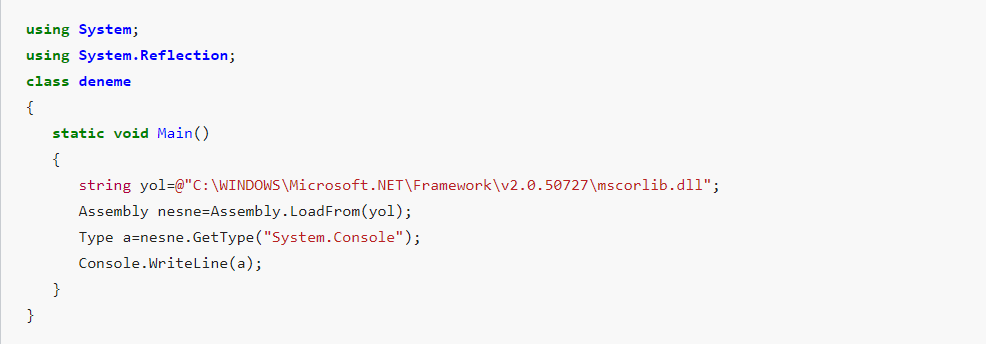 using System;
using System.Reflection;
class deneme
{
   static void Main()
   {
      string yol=@"C:\WINDOWS\Microsoft.NET\Framework\v2.0.50727\mscorlib.dll";
      Assembly nesne=Assembly.LoadFrom(yol);
      Type a=nesne.GetType("System.Console");
      Console.WriteLine(a);
   }
}